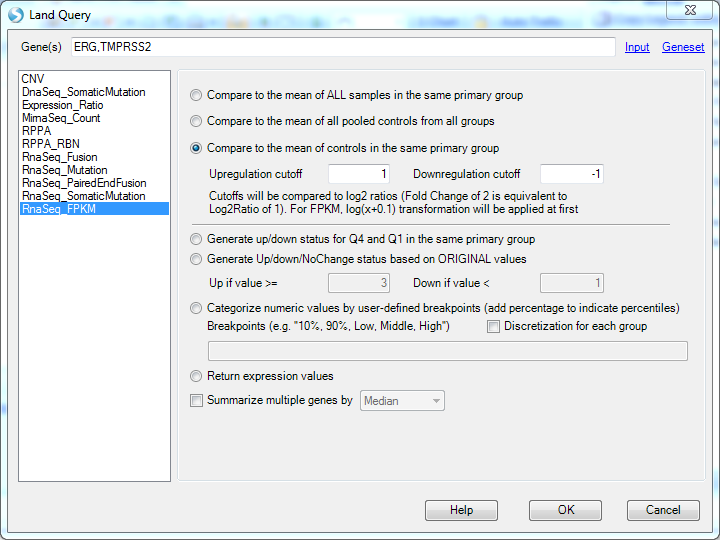 Land Query
Gene(s) ERG,TMPRSS2 Input Geneset
CNV
DnaSeq_SomaticMutation
Expression_Ratio
MirnaSeq_Count
RPPA
RPPA_RBN
RnaSeq_Fusion
RnaSeq_Mutation
RnaSeq_PairedEndFusion
RnaSeq_SomaticMutation
RnaSeq_FPKM
Compare to the mean of ALL samples in the same primary group
Compare to the mean of all pooled controls from all groups
Compare to the mean of controls in the same primary group
Upregulation cutoff 1 Downregulation cutoff -1
Cutoffs will be compared to log2 ratios (Fold Change of 2 is equivalent to
Log2Ratio of 1). For FPKM, log(x+0.1) transformation will be applied at first
Generate up/down status for Q4 and Q1 in the same primary group
Generate Up/down/NoChange status based on ORIGINAL values
Up if value >= 3 Down if value < 1
Categorize numeric values by user-defined breakpoints (add percentage to indicate percentiles)
Breakpoints (e.g. "10%, 90%, Low, Middle, High") Discretization for each group
Return expression values
Summarize multiple genes by Median
Help OK Cancel